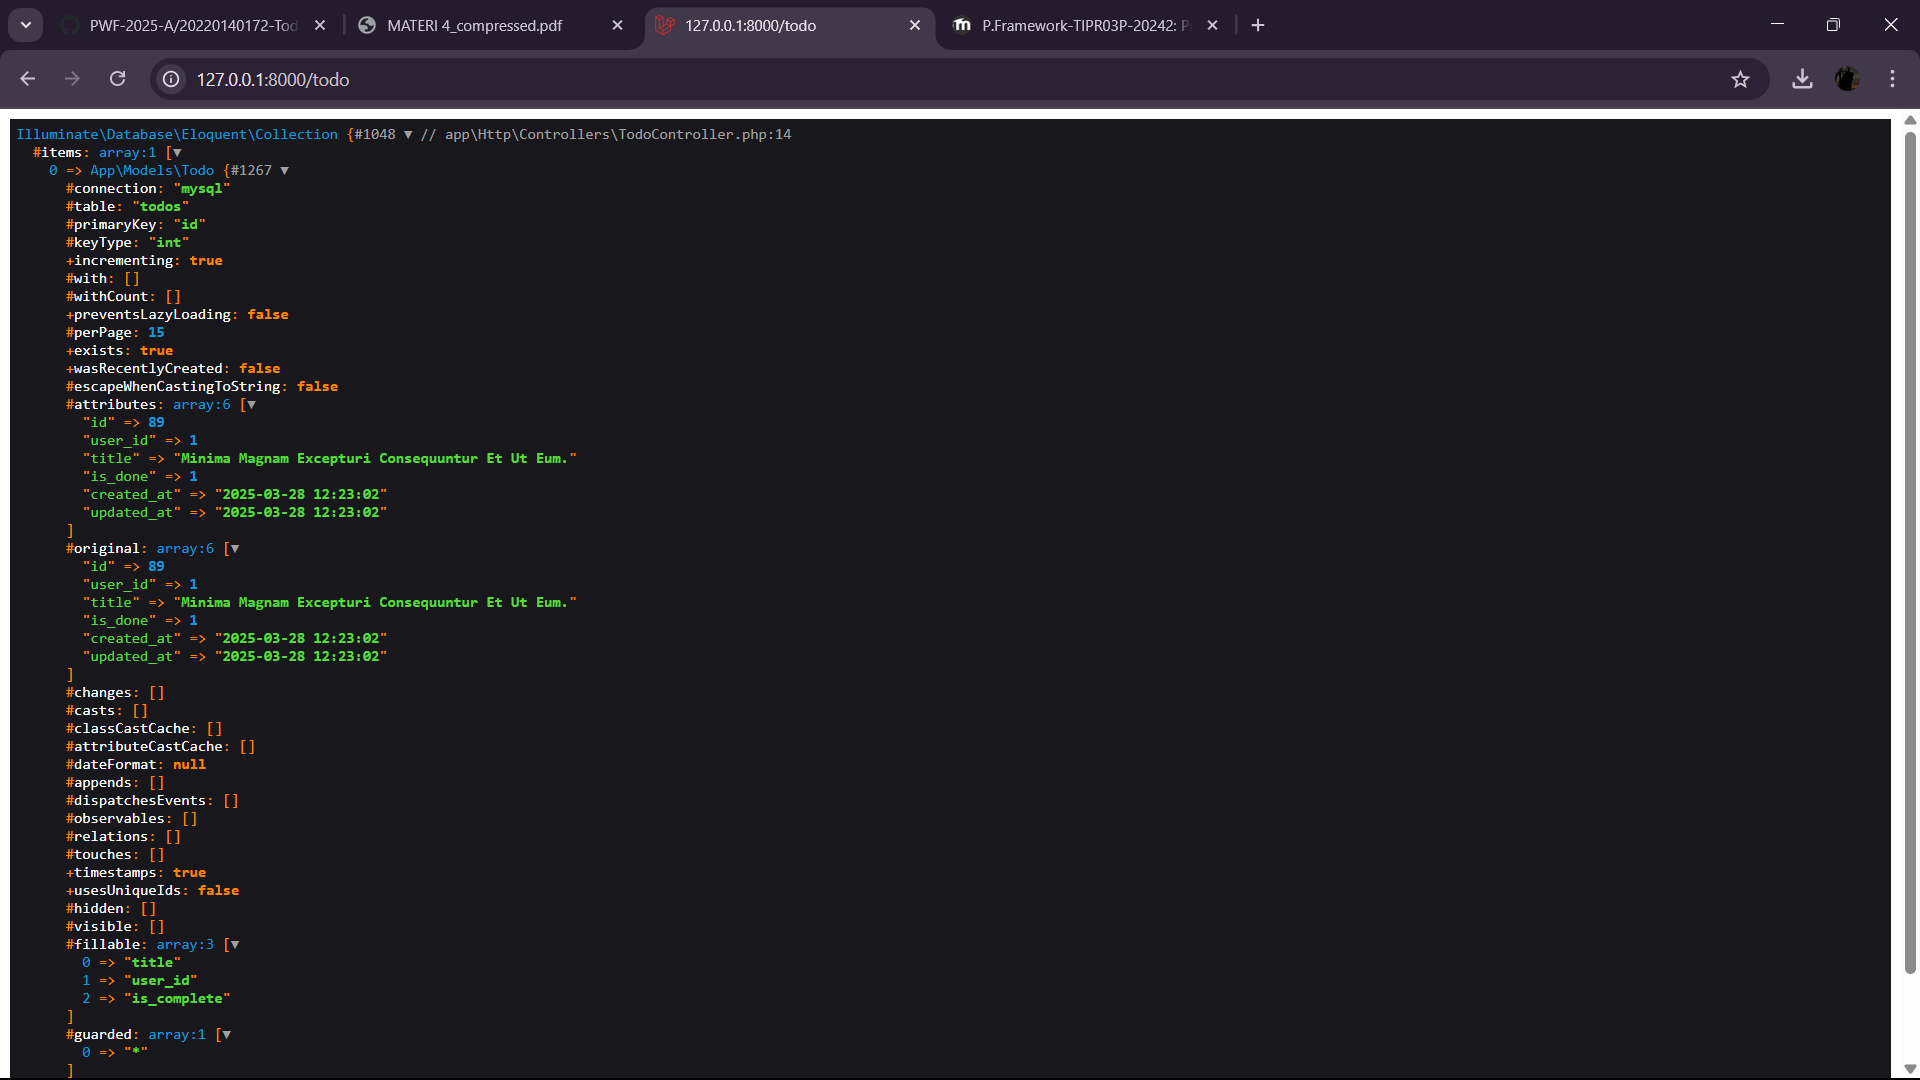 PWF-2025-A/20220140172-Tod
MATERI 4_compressed.pdf
127.0.0.1:8000/todo
P.Framework-TIPR03P-20242: P
127.0.0.1:8000/todo
Illuminate\Database\Eloquent\Collection {#1048 ▼ // app\Http\Controllers\TodoController.php:14
#items: array:1 [▼
0 => App\Models\Todo {#1267 ▼
#connection: "mysql"
#table: "todos"
#primaryKey: "id"
#keyType: "int"
+incrementing: true
#with: []
#withCount: []
+preventsLazyLoading: false
#perPage: 15
+exists: true
+wasRecentlyCreated: false
#escapeWhenCastingToString: false
#attributes: array:6 [▼
"id" => 89
"user_id" => 1
"title" => "Minima Magnam Excepturi Consequuntur Et Ut Eum."
"is_done" => 1
"created_at" => "2025-03-28 12:23:02"
"updated_at" => "2025-03-28 12:23:02"
]
#original: array:6 [▼
"id" => 89
"user_id" => 1
"title" => "Minima Magnam Excepturi Consequuntur Et Ut Eum."
"is_done" => 1
"created_at" => "2025-03-28 12:23:02"
"updated_at" => "2025-03-28 12:23:02"
]
#changes: []
#casts: []
#classCastCache: []
#attributeCastCache: []
#dateFormat: null
#appends: []
#dispatchesEvents: []
#observables: []
#relations: []
#touches: []
+timestamps: true
+usesUniqueIds: false
#hidden: []
#visible: []
#fillable: array:3 [▼
0 => "title"
1 => "user_id"
2 => "is_complete"
]
#guarded: array:1 [▼
0 => "*"
]